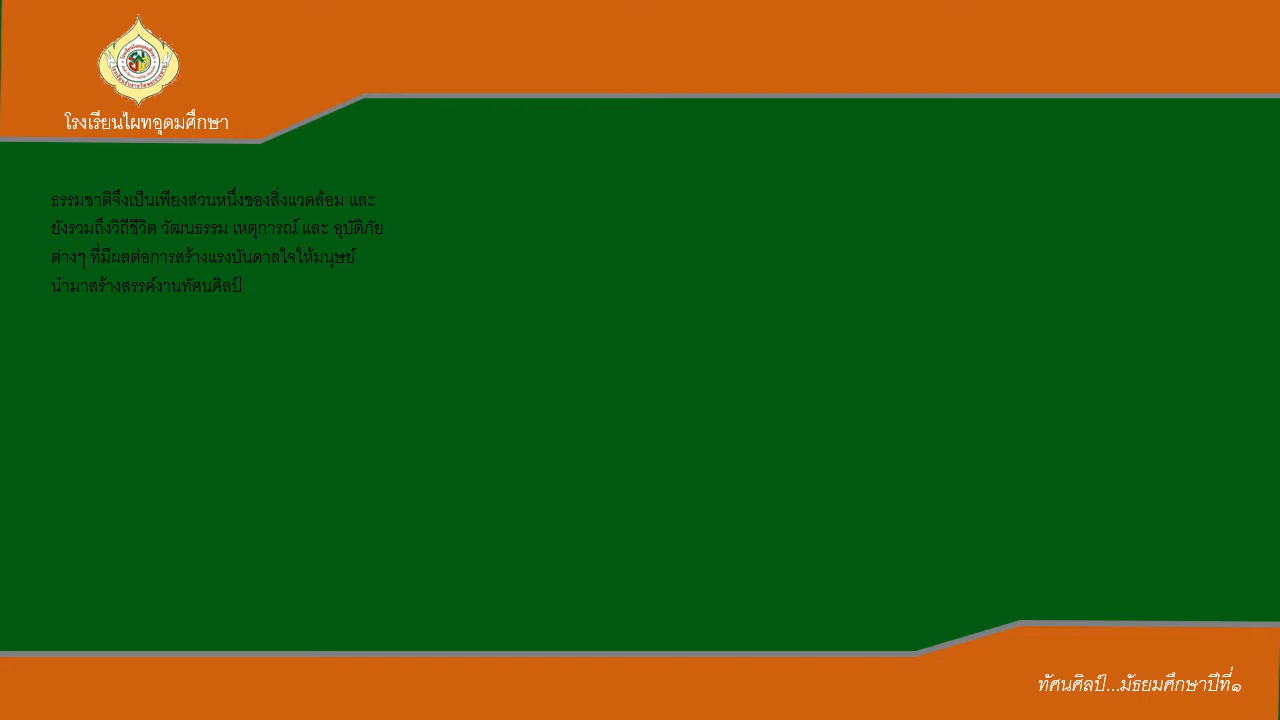 โรงเรียนไผทอุดมศึกษา
ธรรมชาติจึงเป็นเพียงส่วนหนึ่งของสิ่งแวดล้อม และ
ยังรวมถึงวิถีชีวิต วัฒนธรรม เหตุการณ์ และ อุบัติภัย
ต่างๆ ที่มีผลต่อการสร้างแรงบันดาลใจให้มนุษย์
นำมาสร้างสรรค์งานทัศนศิลป์
ทัศนศิลป์...มัธยมศึกษาปีที่๑